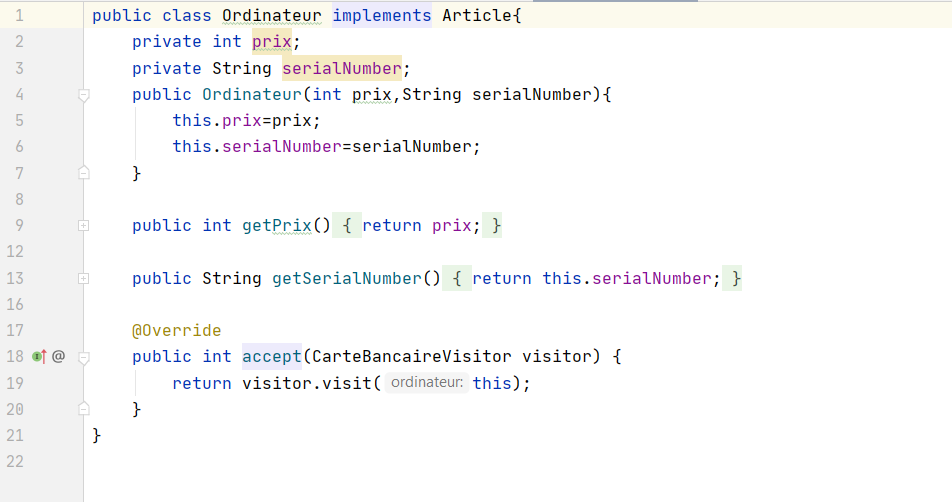 1 public class Ordinateur implements Article{
2 private int prix;
3 private String serialNumber;
4 public Ordinateur(int prix,String serialNumber){
5 this.prix=prix;
6 this.serialNumber=serialNumber;
7 }
8
9 public int getPrix() { return prix; }
12
13 public String getSerialNumber() { return this.serialNumber; }
16
17 @Override
18 @ public int accept(CarteBancaireVisitor visitor) {
19 return visitor.visit( ordinateur: this);
20 }
21 }
22